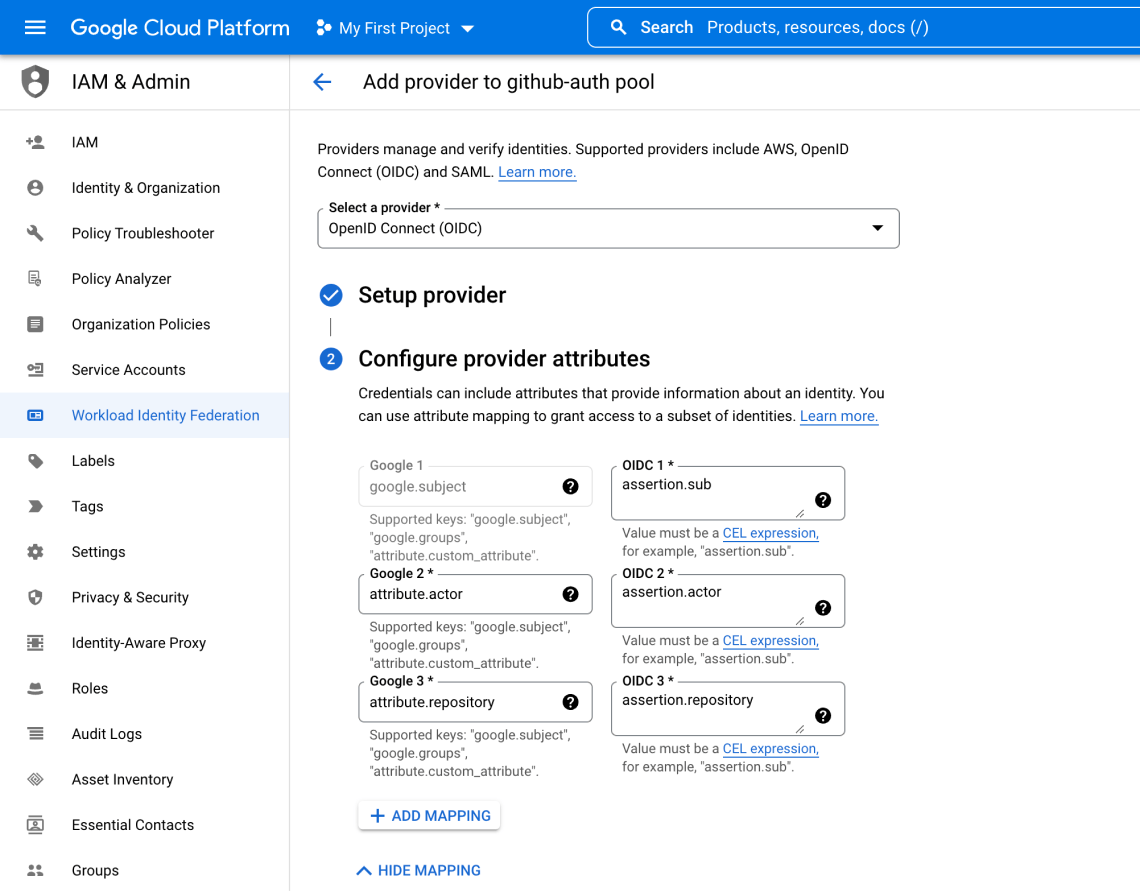 Google Cloud Platform
My First Project
Search Products, resources, docs (/)
IAM & Admin
Add provider to github-auth pool
IAM
Identity & Organization
Policy Troubleshooter
Policy Analyzer
Organization Policies
Service Accounts
Workload Identity Federation
Labels
Tags
Settings
Privacy & Security
Identity-Aware Proxy
Roles
Audit Logs
Asset Inventory
Essential Contacts
Groups
Providers manage and verify identities. Supported providers include AWS, OpenID
Connect (OIDC) and SAML. Learn more.
Select a provider *
OpenID Connect (OIDC)
Setup provider
2
Configure provider attributes
Credentials can include attributes that provide information about an identity. You
can use attribute mapping to grant access to a subset of identities. Learn more.
Google 1
google.subject
?
Supported keys: "google.subject",
"google.groups",
"attribute.custom_attribute".
OIDC 1 *
assertion.sub
?
Value must be a CEL expression,
for example, "assertion.sub".
Google 2 *
attribute.actor
?
Supported keys: "google.subject",
"google.groups",
"attribute.custom_attribute".
OIDC 2 *
assertion.actor
?
Value must be a CEL expression,
for example, "assertion.sub".
Google 3 *
attribute.repository
?
Supported keys: "google.subject",
"google.groups",
"attribute.custom_attribute".
OIDC 3 *
assertion.repository
?
Value must be a CEL expression,
for example, "assertion.sub".
ADD MAPPING
HIDE MAPPING